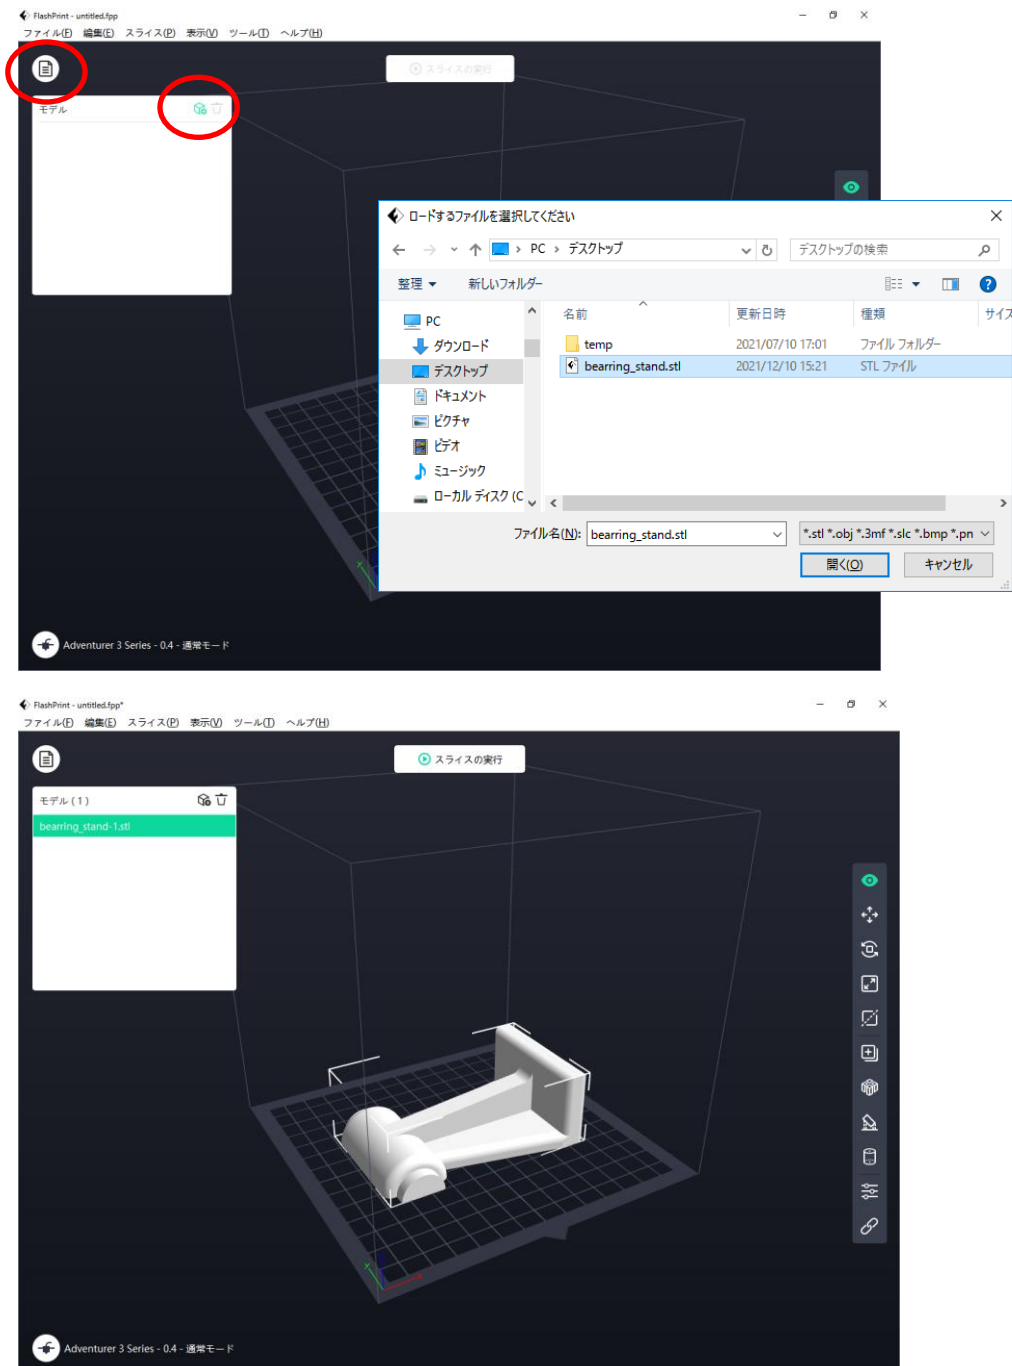 FlashPrint - untitled.fpp
ファイル(F) 編集(E) スライス(P) 表示(V) ツール(T) ヘルプ(H)
スライスの実行
モデル
ロードするファイルを選択してください
PC > デスクトップ
デスクトップの検索
整理 新しいフォルダー
名前 更新日時 種類 サイズ
PC
ダウンロード
デスクトップ
ドキュメント
ピクチャ
ビデオ
ミュージック
ローカル ディスク (C
temp 2021/07/10 17:01 ファイル フォルダー
bearring_stand.stl 2021/12/10 15:21 STL ファイル
ファイル名(N): bearring_stand.stl
*.stl *.obj *.3mf *.slc *.bmp *.pn
開く(O) キャンセル
Adventurer 3 Series - 0.4 - 通常モード
FlashPrint - untitled.fpp*
ファイル(F) 編集(E) スライス(P) 表示(V) ツール(T) ヘルプ(H)
スライスの実行
モデル ( 1 )
bearring_stand-1.stl
Adventurer 3 Series - 0.4 - 通常モード